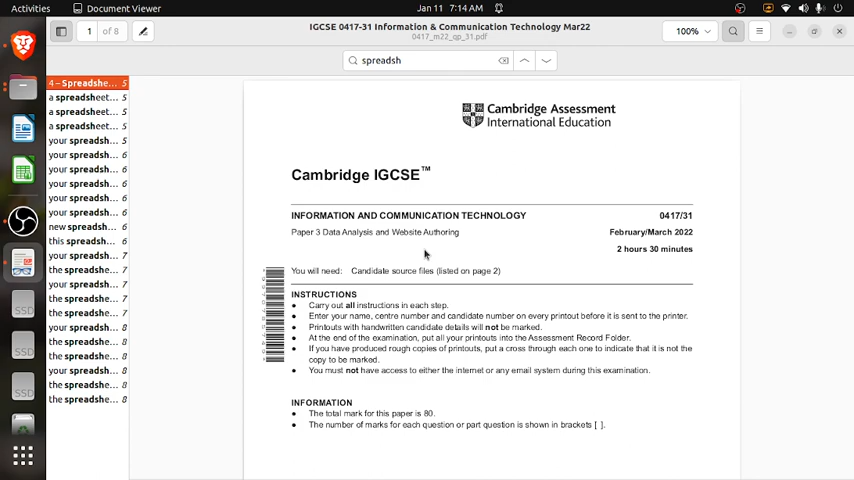 Activities
Document Viewer
Jan 11 7:14 AM
1 of 8
IGCSE 0417-31 Information & Communication Technology Mar22
0417_m22_qp_31.pdf
100%
spreadsh
4 – Spreadshe... 5
a spreadsheet... 5
a spreadsheet... 5
a spreadsheet... 5
your spreadsh... 5
your spreadsh... 6
your spreadsh... 6
your spreadsh... 6
your spreadsh... 6
your spreadsh... 6
new spreadsh... 6
this spreadsh... 6
your spreadsh... 7
the spreadshe... 7
your spreadsh... 7
the spreadshe... 7
the spreadshe... 7
your spreadsh... 8
the spreadshe... 8
the spreadshe... 8
your spreadsh... 8
the spreadshe... 8
the spreadshe... 8
SSD
SSD
SSD
Cambridge Assessment
International Education
Cambridge IGCSE™
INFORMATION AND COMMUNICATION TECHNOLOGY 0417/31
Paper 3 Data Analysis and Website Authoring February/March 2022
2 hours 30 minutes
You will need: Candidate source files (listed on page 2)
INSTRUCTIONS
● Carry out all instructions in each step.
● Enter your name, centre number and candidate number on every printout before it is sent to the printer.
● Printouts with handwritten candidate details will not be marked.
● At the end of the examination, put all your printouts into the Assessment Record Folder.
● If you have produced rough copies of printouts, put a cross through each one to indicate that it is not the
copy to be marked.
● You must not have access to either the internet or any email system during this examination.
INFORMATION
● The total mark for this paper is 80.
● The number of marks for each question or part question is shown in brackets [ ].